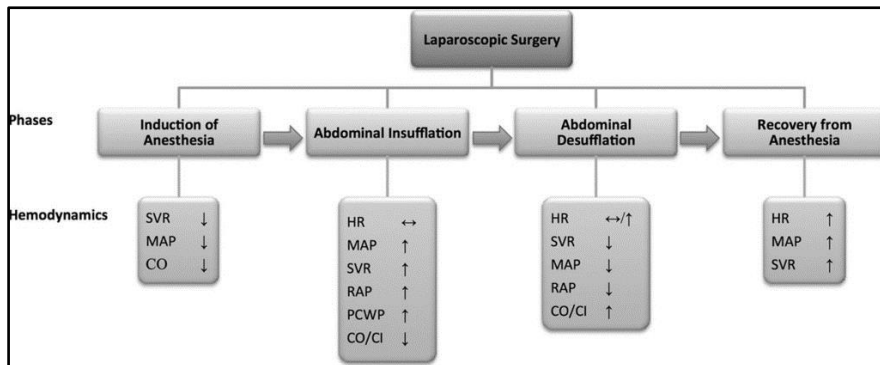 Laparoscopic Surgery
Phases
Induction of
Anesthesia
Abdominal Insufflation
Abdominal
Desufflation
Recovery from
Anesthesia
Hemodynamics
SVR ↓
MAP ↓
CO ↓
HR ↔
MAP ↑
SVR ↑
RAP ↑
PCWP ↑
CO/CI ↓
HR ↔/↑
SVR ↓
MAP ↓
RAP ↓
CO/CI ↑
HR ↑
MAP ↑
SVR ↑